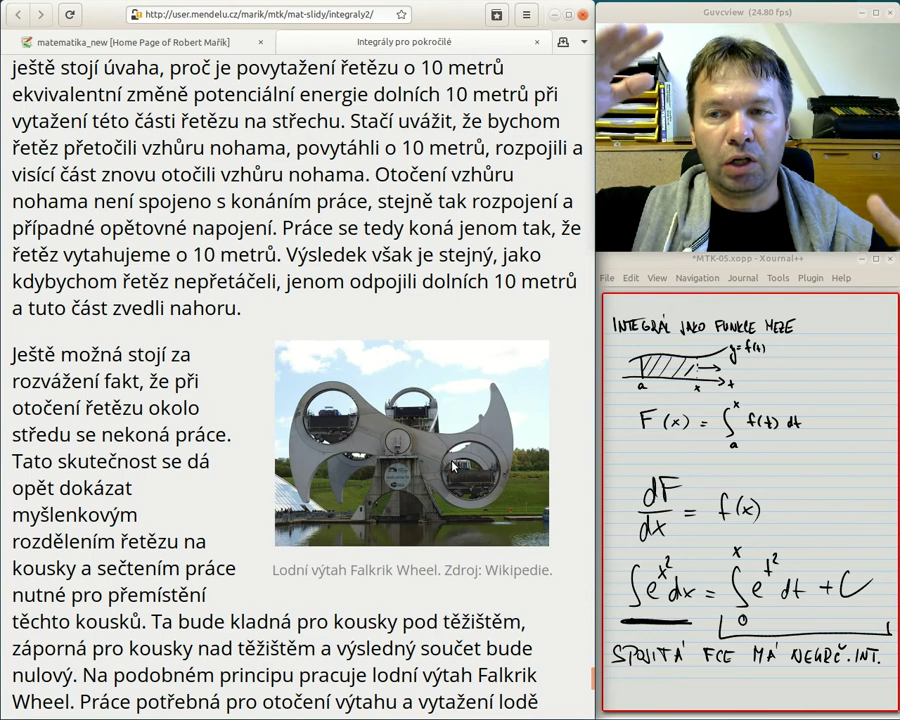 http://user.mendelu.cz/marik/mtk/mat-slidy/integraly2/
matematika_new [Home Page of Robert Mařík]
Integrály pro pokročilé
ještě stojí úvaha, proč je povytažení řetězu o 10 metrů
ekvivalentní změně potenciální energie dolních 10 metrů při
vytažení této části řetězu na střechu. Stačí uvážit, že bychom
řetěz přetočili vzhůru nohama, povytáhli o 10 metrů, rozpojili a
visící část znovu otočili vzhůru nohama. Otočení vzhůru
nohama není spojeno s konáním práce, stejně tak rozpojení a
případné opětovné napojení. Práce se tedy koná jenom tak, že
řetěz vytahujeme o 10 metrů. Výsledek však je stejný, jako
kdybychom řetěz nepřetáčeli, jenom odpojili dolních 10 metrů
a tuto část zvedli nahoru.
Ještě možná stojí za
rozvážení fakt, že při
otočení řetězu okolo
středu se nekoná práce.
Tato skutečnost se dá
opět dokázat
myšlenkovým
rozdělením řetězu na
kousky a sečtením práce
nutné pro přemístění
Lodní výtah Falkrik Wheel. Zdroj: Wikipedie.
těchto kousků. Ta bude kladná pro kousky pod těžištěm,
záporná pro kousky nad těžištěm a výsledný součet bude
nulový. Na podobném principu pracuje lodní výtah Falkrik
Wheel. Práce potřebná pro otočení výtahu a vytažení lodě
Guvcview (24.80 fps)
*MTK-05.xopp - Xournal++
File Edit View Navigation Journal Tools Plugin Help
INTEGRÁL JAKO FUNKCE MEZE
y=f(t)
a x t
F(x) = ∫_a^x f(t) dt
dF/dx = f(x)
∫e^{x^2}dx = ∫_0^x e^{t^2} dt + C
SPOJITÁ FCE MÁ NEURČ.INT.